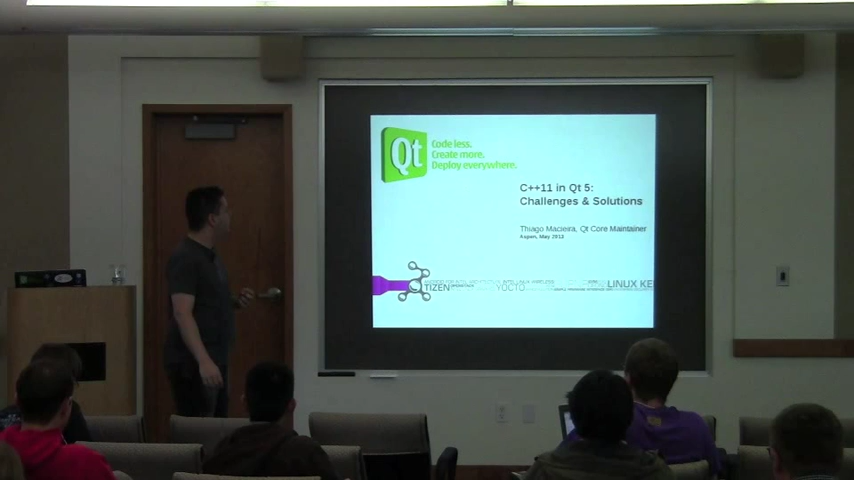 Qt
Code less.
Create more.
Deploy everywhere.
C++11 in Qt 5:
Challenges & Solutions
Thiago Macieira, Qt Core Maintainer
Aspen, May 2012
TIZEN
YOCTO
LINUX KE